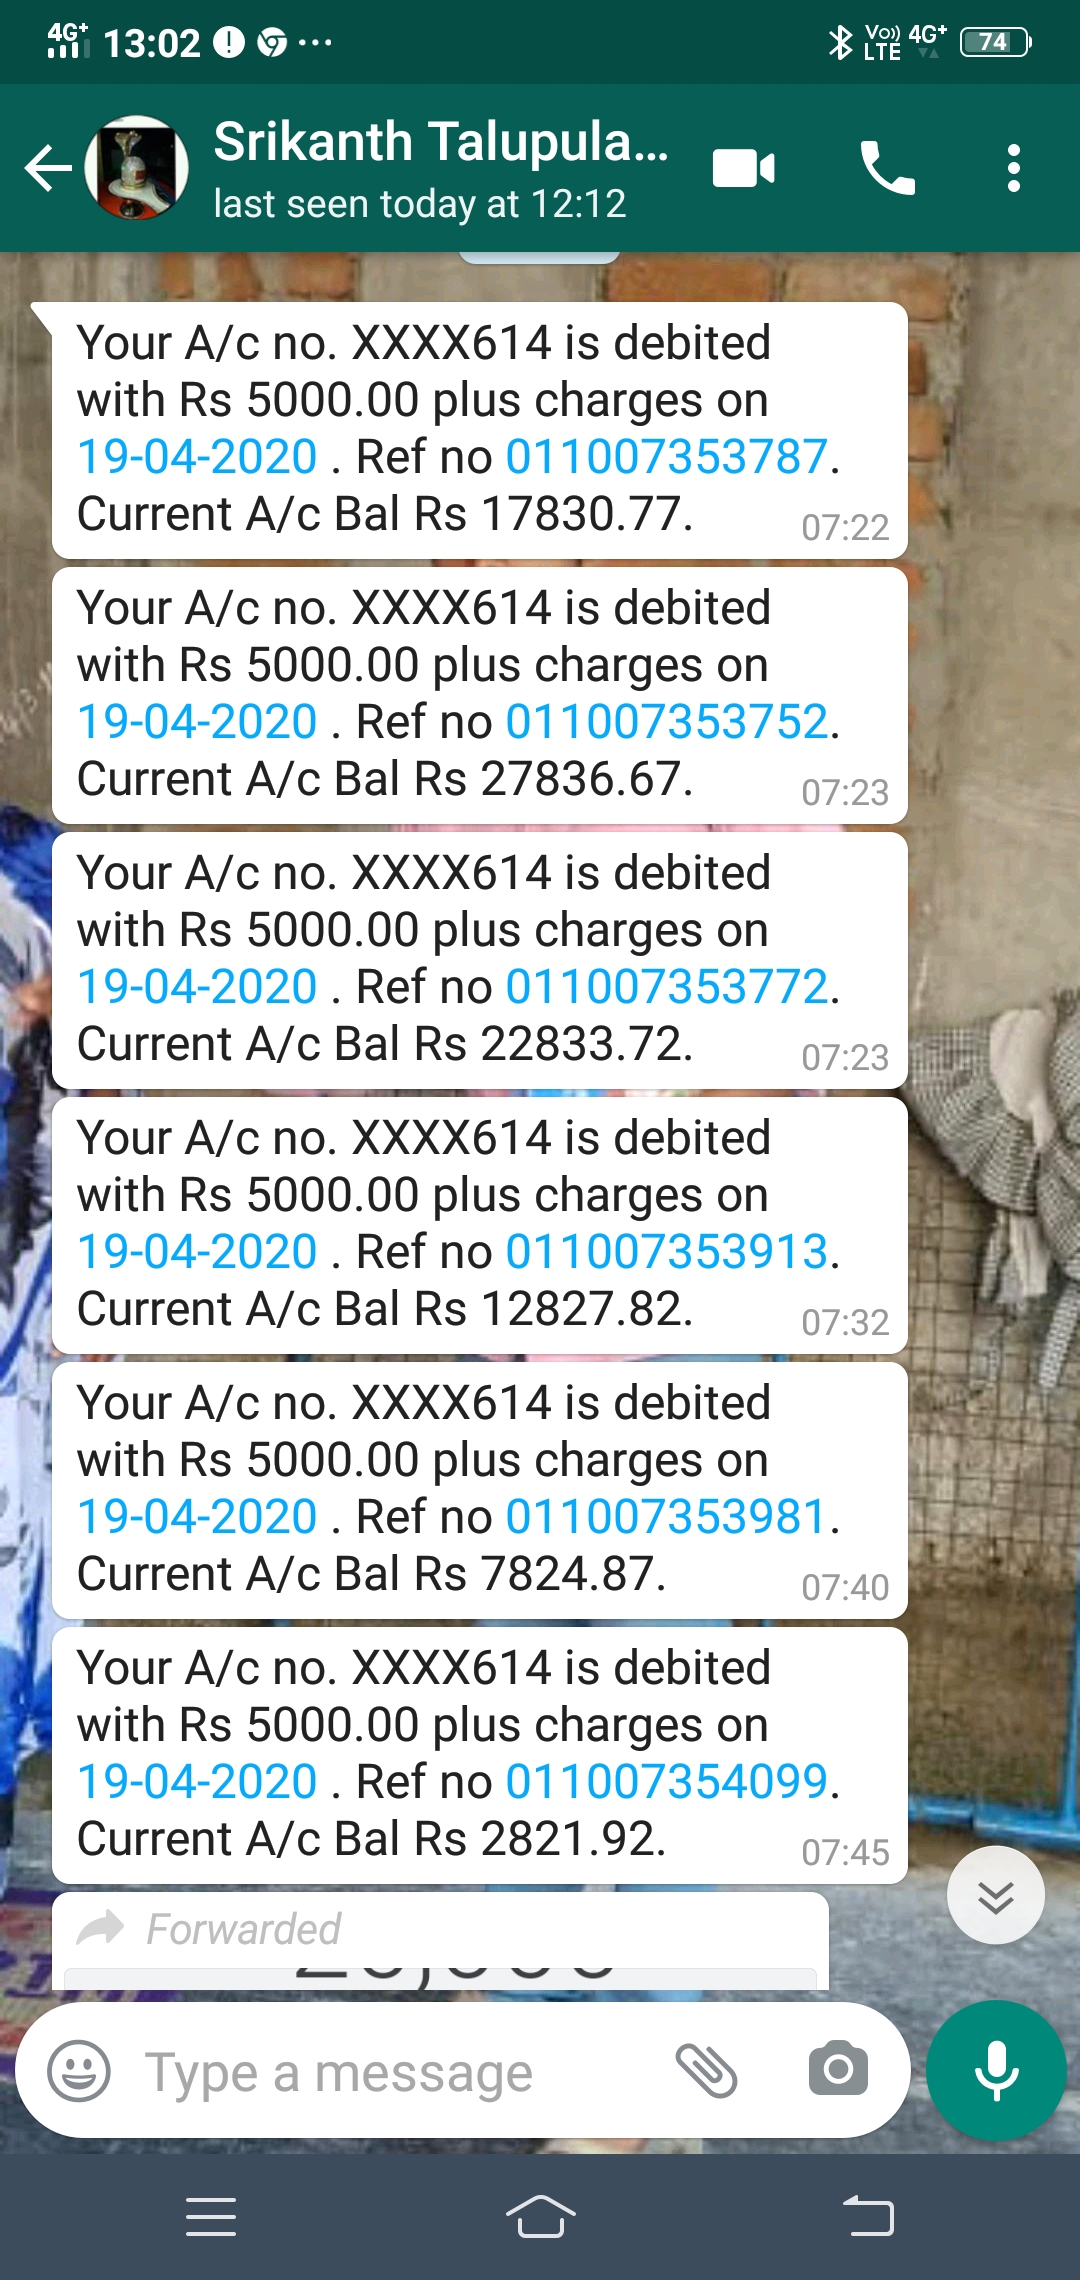 4G+ 13:02 Vo)) LTE 4G+ 74
Srikanth Talupula...
last seen today at 12:12
Your A/c no. XXXX614 is debited
with Rs 5000.00 plus charges on
19-04-2020 . Ref no 011007353787.
Current A/c Bal Rs 17830.77. 07:22
Your A/c no. XXXX614 is debited
with Rs 5000.00 plus charges on
19-04-2020 . Ref no 011007353752.
Current A/c Bal Rs 27836.67. 07:23
Your A/c no. XXXX614 is debited
with Rs 5000.00 plus charges on
19-04-2020 . Ref no 011007353772.
Current A/c Bal Rs 22833.72. 07:23
Your A/c no. XXXX614 is debited
with Rs 5000.00 plus charges on
19-04-2020 . Ref no 011007353913.
Current A/c Bal Rs 12827.82. 07:32
Your A/c no. XXXX614 is debited
with Rs 5000.00 plus charges on
19-04-2020 . Ref no 011007353981.
Current A/c Bal Rs 7824.87. 07:40
Your A/c no. XXXX614 is debited
with Rs 5000.00 plus charges on
19-04-2020 . Ref no 011007354099.
Current A/c Bal Rs 2821.92. 07:45
Forwarded
Type a message